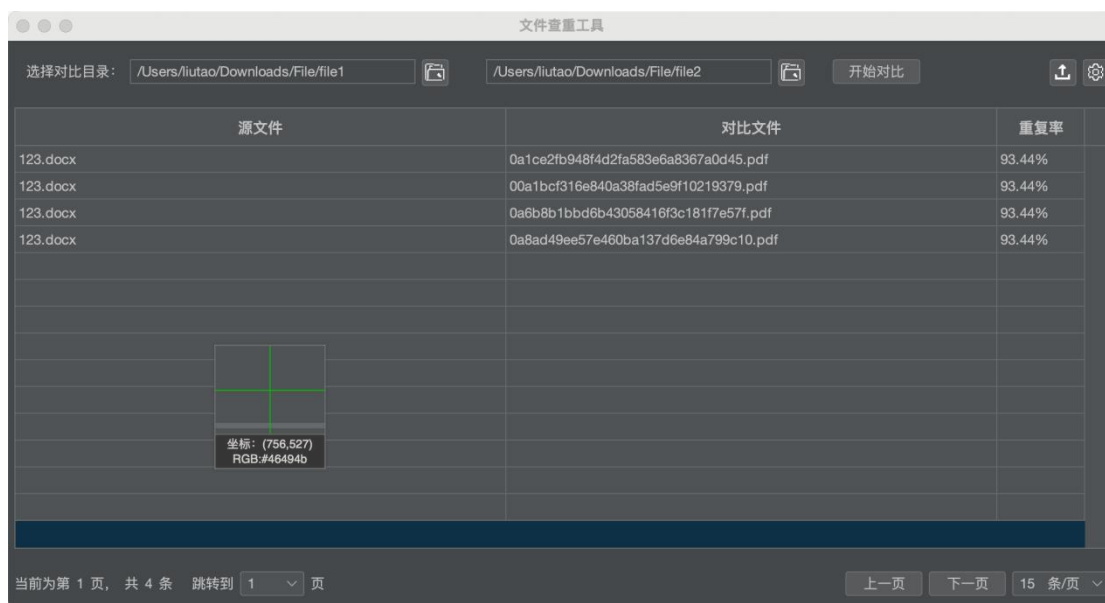 文件查重工具
选择对比目录： /Users/liutao/Downloads/File/file1 /Users/liutao/Downloads/File/file2 开始对比
源文件 对比文件 重复率
123.docx 0a1ce2fb948f4d2fa583e6a8367a0d45.pdf 93.44%
123.docx 00a1bcf316e840a38fad5e9f10219379.pdf 93.44%
123.docx 0a6b8b1bbd6b43058416f3c181f7e57f.pdf 93.44%
123.docx 0a8ad49ee57e460ba137d6e84a799c10.pdf 93.44%
坐标：(756,527)
RGB:#46494b
当前为第 1 页， 共 4 条 跳转到 1 页 上一页 下一页 15 条/页